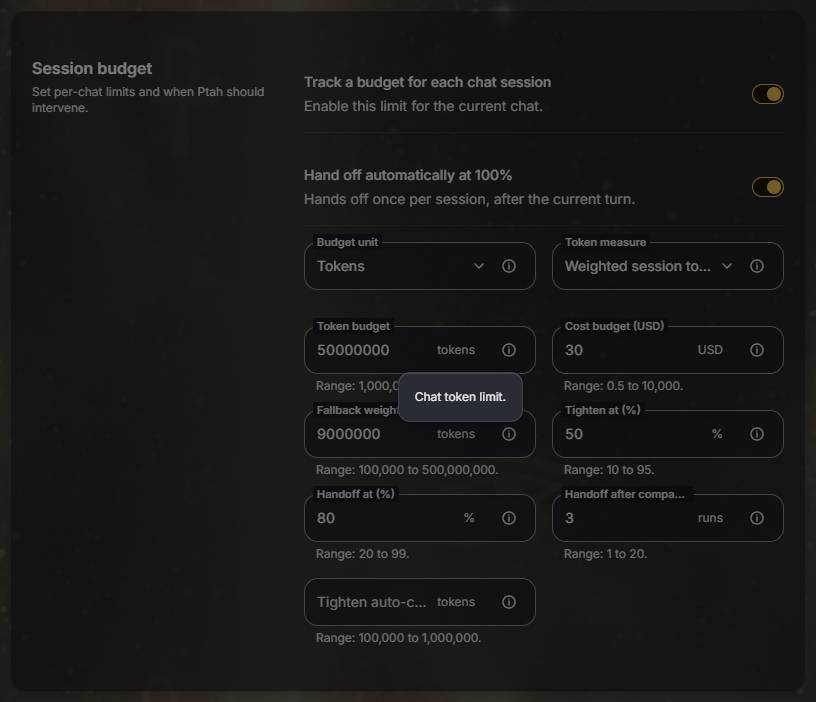 Session budget
Set per-chat limits and when Ptah should
intervene.
Track a budget for each chat session
Enable this limit for the current chat.
Hand off automatically at 100%
Hands off once per session, after the current turn.
Budget unit
Tokens
Token measure
Weighted session to...
Token budget
50000000 tokens
Range: 1,000,0
Cost budget (USD)
30 USD
Range: 0.5 to 10,000.
Chat token limit.
Fallback weight
9000000 tokens
Range: 100,000 to 500,000,000.
Tighten at (%)
50 %
Range: 10 to 95.
Handoff at (%)
80 %
Range: 20 to 99.
Handoff after compa...
3 runs
Range: 1 to 20.
Tighten auto-c... tokens
Range: 100,000 to 1,000,000.